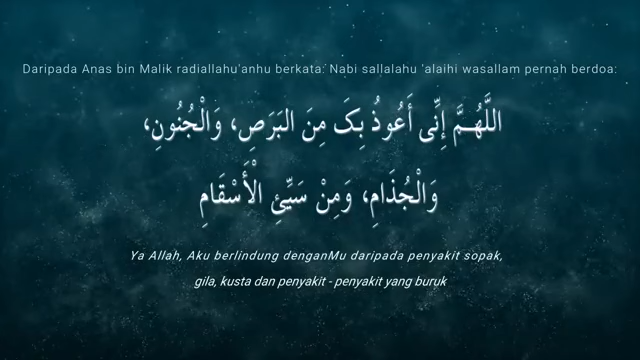 Daripada Anas bin Malik radiallahu'anhu berkata: Nabi sallalahu 'alaihi wasallam pernah berdoa:
اللَّهُمَّ إِنِّى أَعُوذُ بِكَ مِنَ البَرَصِ، وَالْجُنُونِ،
وَالْجُذَامِ، وَمِنْ سَيِّئِ الْأَسْقَامِ
Ya Allah, Aku berlindung denganMu daripada penyakit sopak,
gila, kusta dan penyakit - penyakit yang buruk